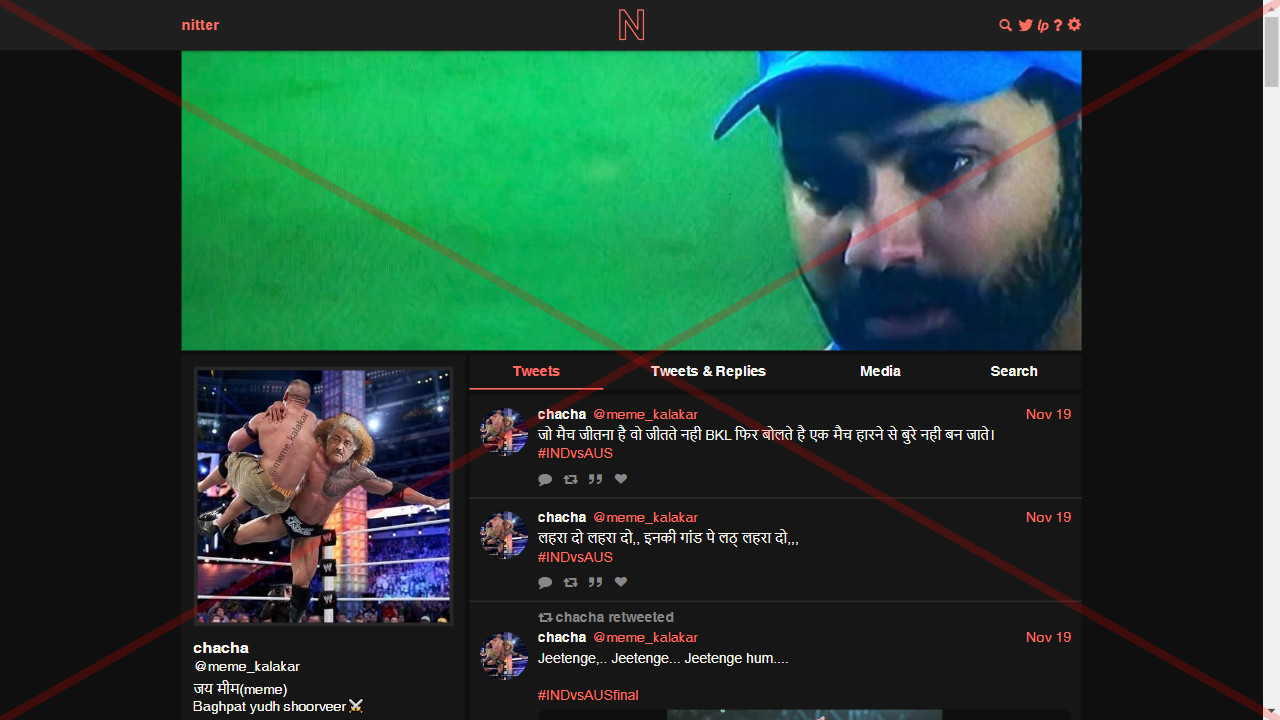 nitter
N
lp ?
Tweets
Tweets & Replies
Media
Search
chacha @meme_kalakar Nov 19
जो मैच जीतना है वो जीतते नही BKL फिर बोलते है एक मैच हारने से बुरे नही बन जाते।
#INDvsAUS
chacha @meme_kalakar Nov 19
लहरा दो लहरा दो,, इनकी गांड पे लठ् लहरा दो,,,
#INDvsAUS
chacha retweeted
chacha @meme_kalakar Nov 19
Jeetenge,.. Jeetenge... Jeetenge hum....
#INDvsAUSfinal
@meme_kalakar
chacha
@meme_kalakar
जय मीम(meme)
Baghpat yudh shoorveer⚔️